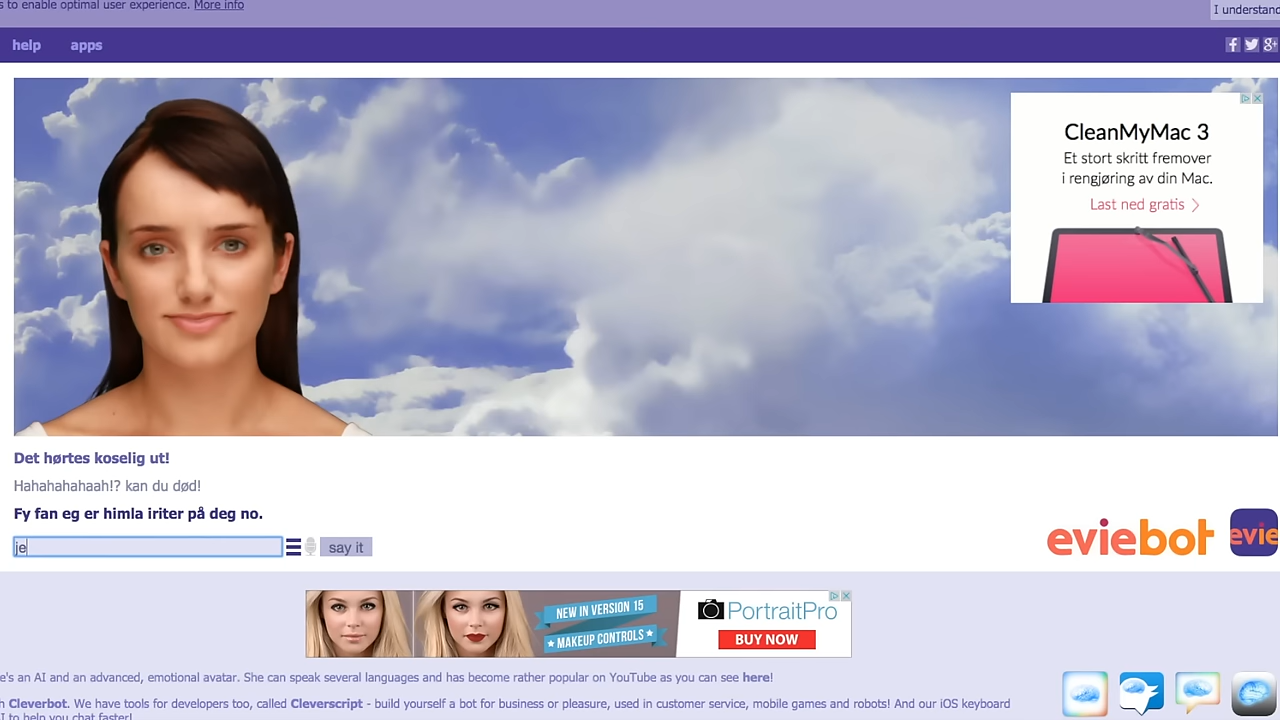 s to enable optimal user experience. More info
I understand
help apps
CleanMyMac 3
Et stort skritt fremover
i rengjøring av din Mac.
Last ned gratis >
Det hørtes koselig ut!
Hahahahahaah!? kan du død!
Fy fan eg er himla iriter på deg no.
je
say it
eviebot
evie
NEW IN VERSION 15
★ MAKEUP CONTROLS ★
PortraitPro
BUY NOW
e's an AI and an advanced, emotional avatar. She can speak several languages and has become rather popular on YouTube as you can see here!
h Cleverbot. We have tools for developers too, called Cleverscript - build yourself a bot for business or pleasure, used in customer service, mobile games and robots! And our iOS keyboard
I to help you chat faster!